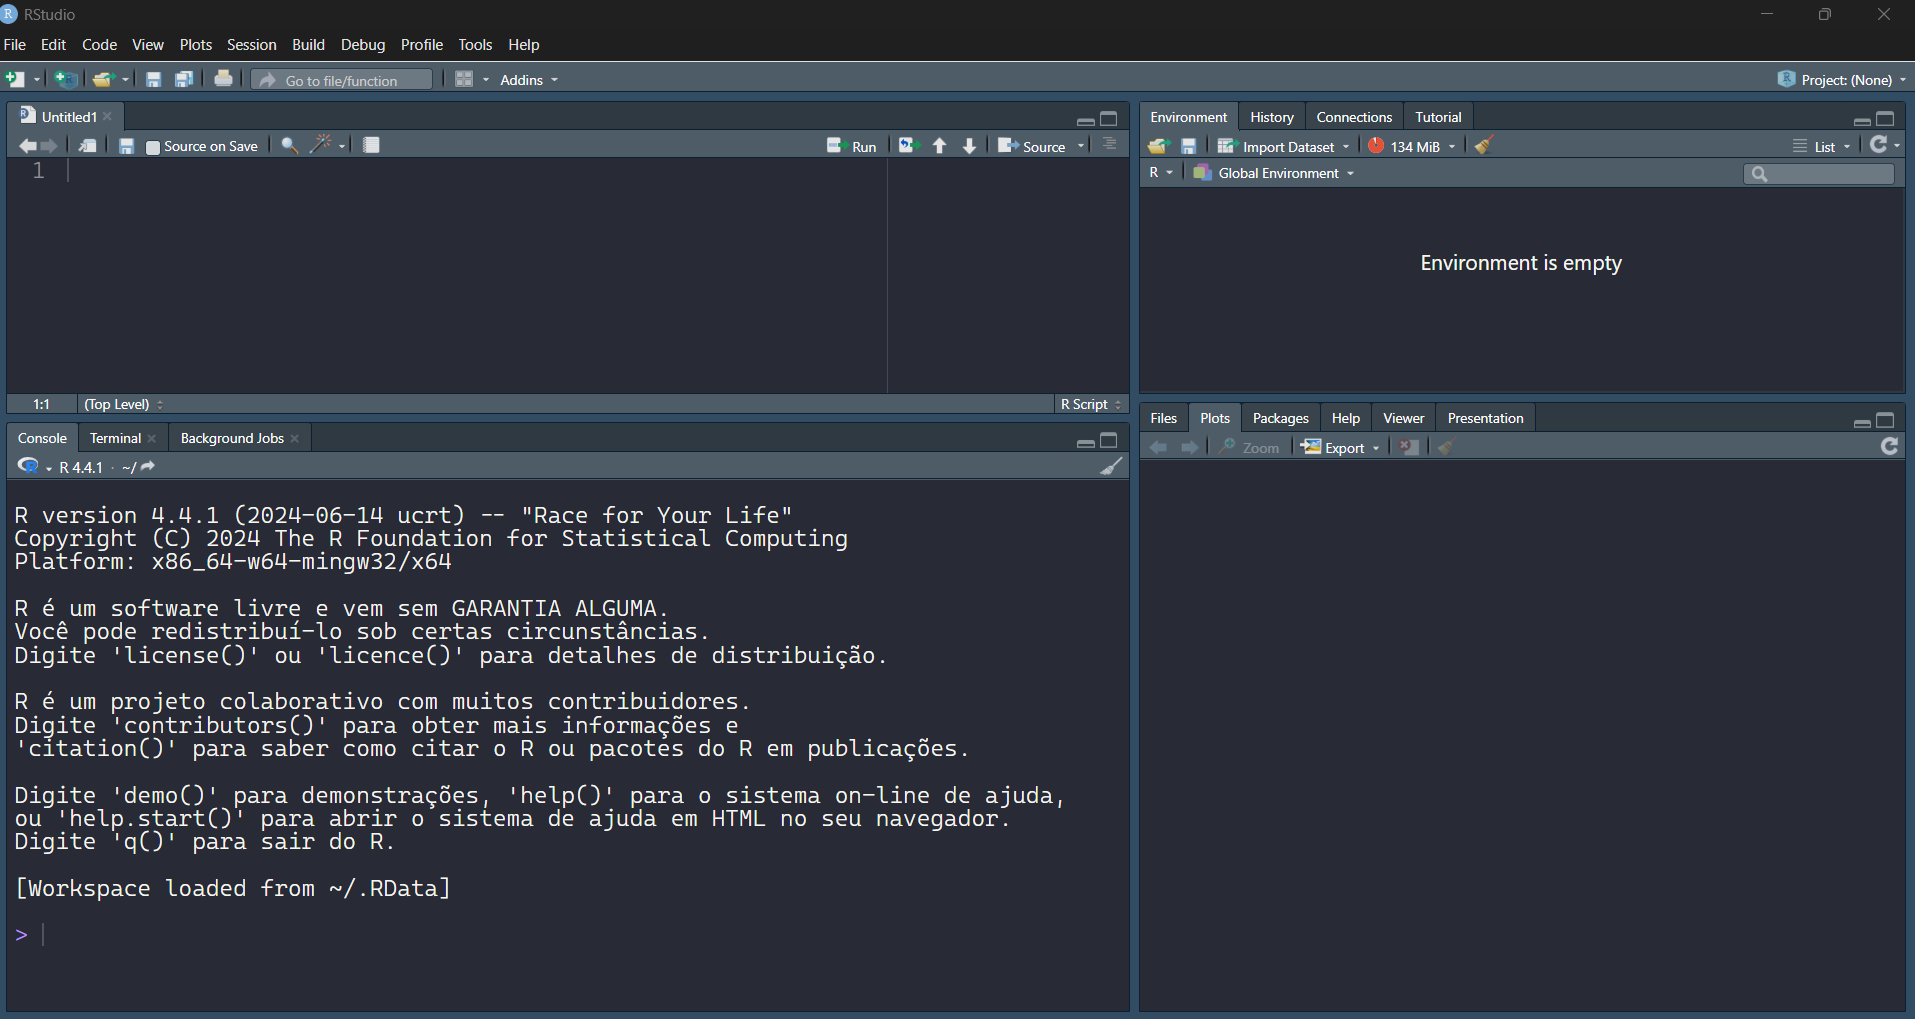 RStudio
File Edit Code View Plots Session Build Debug Profile Tools Help
Go to file/function Addins Project: (None)
Untitled1
Source on Save Run Source
1
1:1 (Top Level) R Script
Console Terminal Background Jobs
R 4.4.1 · ~/
R version 4.4.1 (2024-06-14 ucrt) -- "Race for Your Life"
Copyright (C) 2024 The R Foundation for Statistical Computing
Platform: x86_64-w64-mingw32/x64
R é um software livre e vem sem GARANTIA ALGUMA.
Você pode redistribuí-lo sob certas circunstâncias.
Digite 'license()' ou 'licence()' para detalhes de distribuição.
R é um projeto colaborativo com muitos contribuidores.
Digite 'contributors()' para obter mais informações e
'citation()' para saber como citar o R ou pacotes do R em publicações.
Digite 'demo()' para demonstrações, 'help()' para o sistema on-line de ajuda,
ou 'help.start()' para abrir o sistema de ajuda em HTML no seu navegador.
Digite 'q()' para sair do R.
[Workspace loaded from ~/.RData]
>
Environment History Connections Tutorial
Import Dataset 134 MiB List
R Global Environment
Environment is empty
Files Plots Packages Help Viewer Presentation
Zoom Export